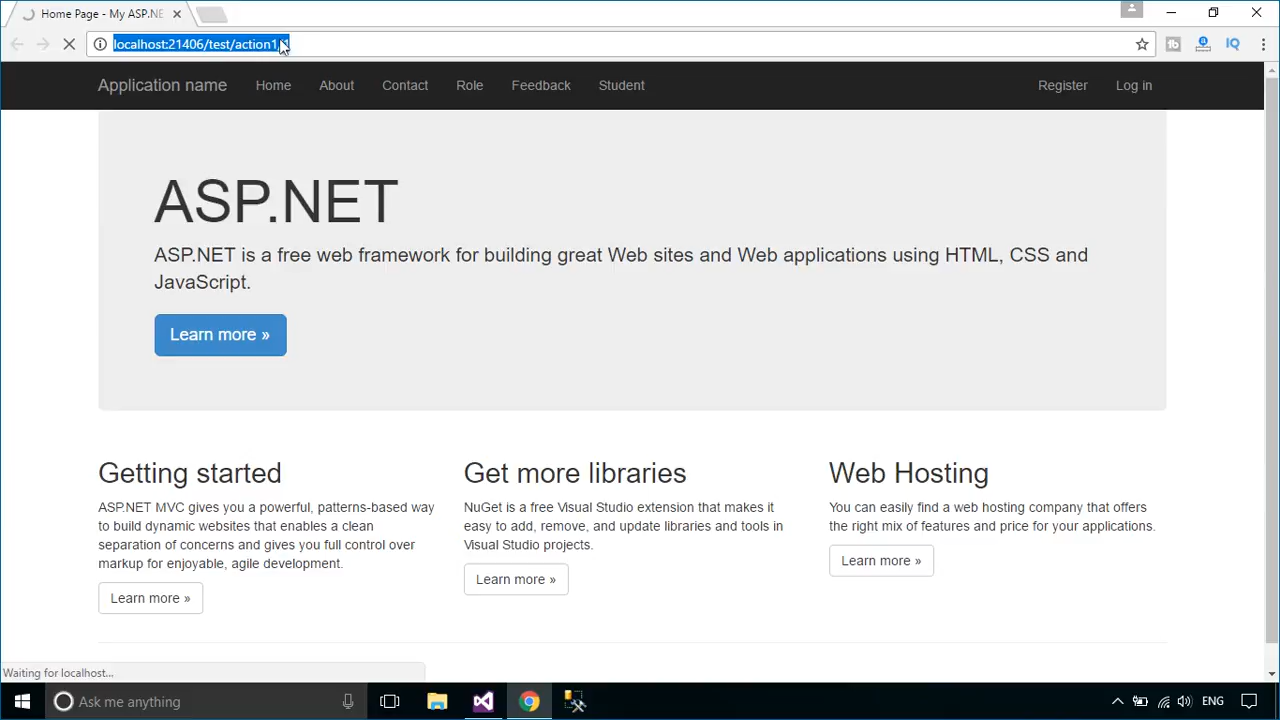 Home Page - My ASP.NE
localhost:21406/test/action1/1
Application name Home About Contact Role Feedback Student Register Log in
ASP.NET
ASP.NET is a free web framework for building great Web sites and Web applications using HTML, CSS and
JavaScript.
Learn more »
Getting started
ASP.NET MVC gives you a powerful, patterns-based way
to build dynamic websites that enables a clean
separation of concerns and gives you full control over
markup for enjoyable, agile development.
Learn more »
Get more libraries
NuGet is a free Visual Studio extension that makes it
easy to add, remove, and update libraries and tools in
Visual Studio projects.
Learn more »
Web Hosting
You can easily find a web hosting company that offers
the right mix of features and price for your applications.
Learn more »
Waiting for localhost...
Ask me anything
ENG